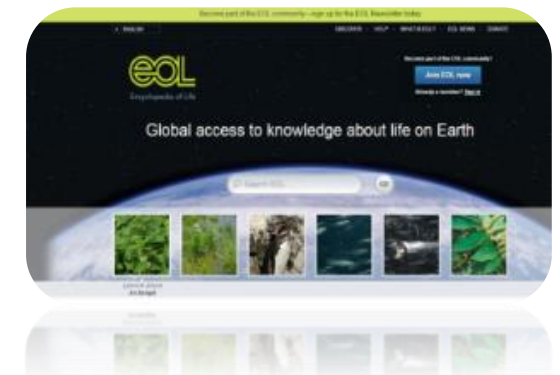 Become part of the EOL community - sign up for the EOL Newsletter today
ENGLISH
DISCOVER HELP WHAT IS EOL? EOL NEWS DONATE
Become part of the EOL community!
eol
Join EOL now
Encyclopedia of Life
Already a member? Sign in
Global access to knowledge about life on Earth
Search EOL